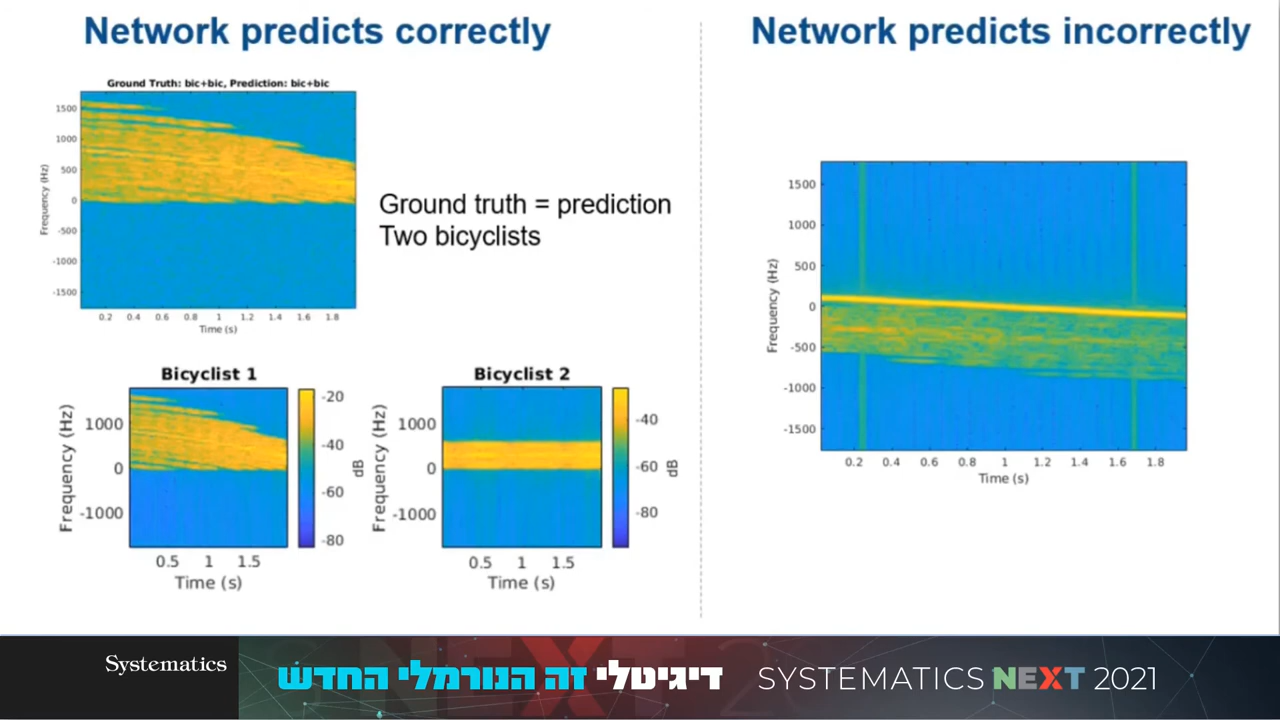 Network predicts correctly
Network predicts incorrectly
Ground Truth: bic+bic, Prediction: bic+bic
1500
1000
500
0
-500
-1000
-1500
Frequency (Hz)
0.2 0.4 0.6 0.8 1 1.2 1.4 1.6 1.8
Time (s)
Ground truth = prediction
Two bicyclists
Bicyclist 1
1000
0
-1000
Frequency (Hz)
0.5 1 1.5
Time (s)
-20
-40
-60
-80
dB
Bicyclist 2
1000
0
-1000
Frequency (Hz)
0.5 1 1.5
Time (s)
-40
-60
-80
dB
1500
1000
500
0
-500
-1000
-1500
Frequency (Hz)
0.2 0.4 0.6 0.8 1 1.2 1.4 1.6 1.8
Time (s)
Systematics
דיגיטלי זה הנורמלי החדש
SYSTEMATICS NEXT 2021